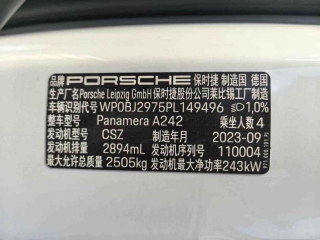 品牌 PORSCHE 保时捷 制造国 德国
生产厂名/Porsche Leipzig GmbH 保时捷股份公司莱比锡工厂制造
车辆识别代号 WP0BJ2975PL149496 1,0%
整车型号 Panamera A242 乘坐人数 4
发动机型号 CSZ 制造年月 2023-09
发动机排量 2894mL 发动机序列号 110004
最大允许总质量 2505kg 发动机最大净功率 243kW